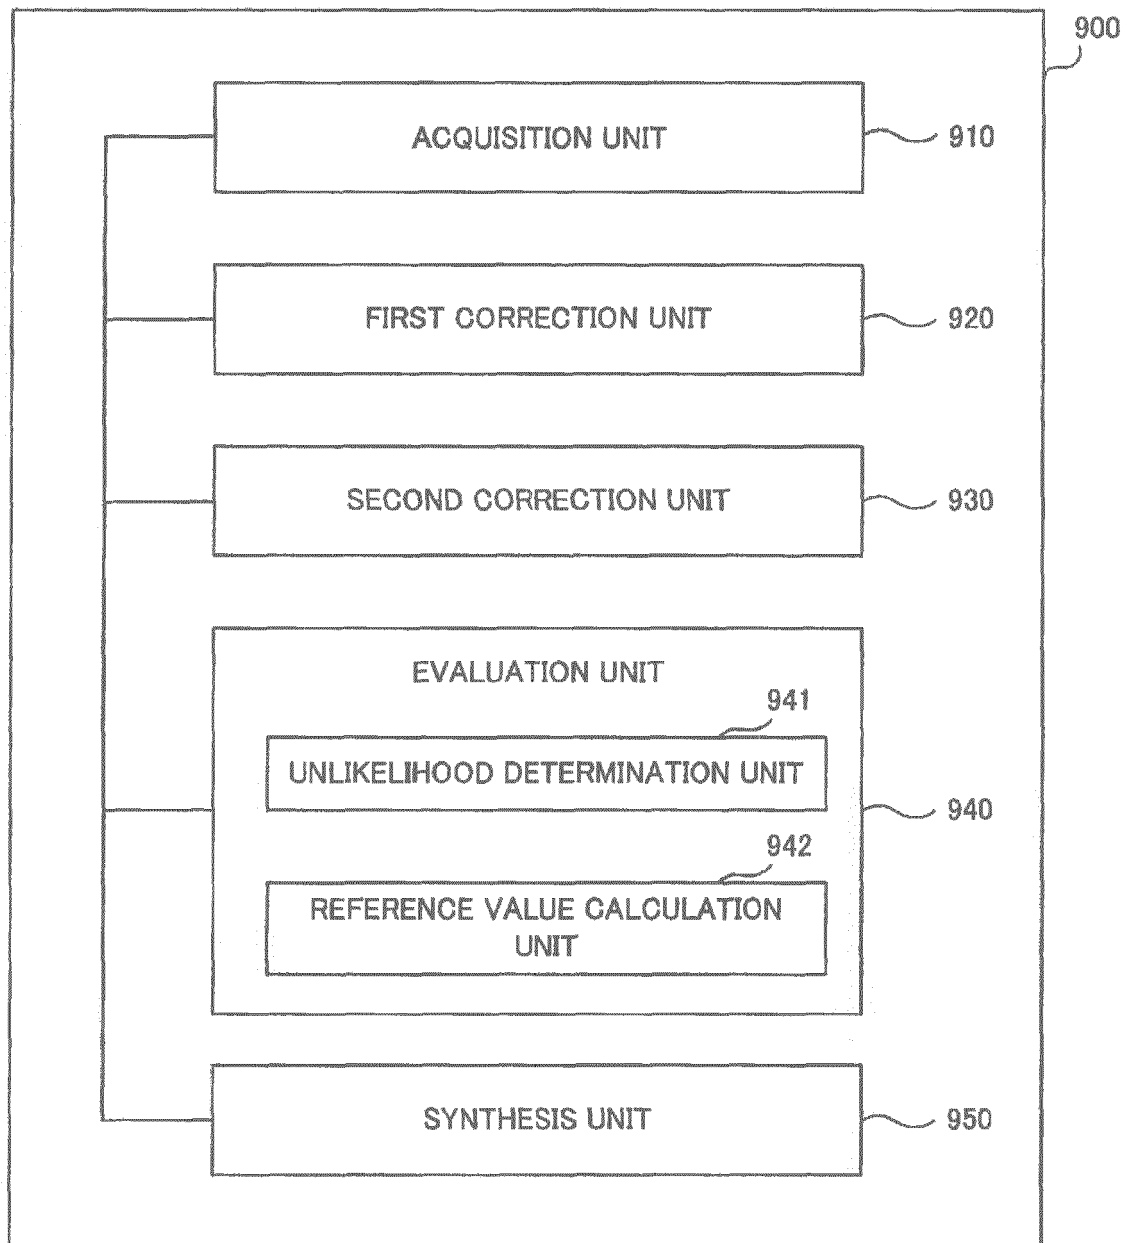 900
ACQUISITION UNIT
910
FIRST CORRECTION UNIT
920
SECOND CORRECTION UNIT
930
EVALUATION UNIT
941
UNLIKELIHOOD DETERMINATION UNIT
940
942
REFERENCE VALUE CALCULATION
UNIT
SYNTHESIS UNIT
950